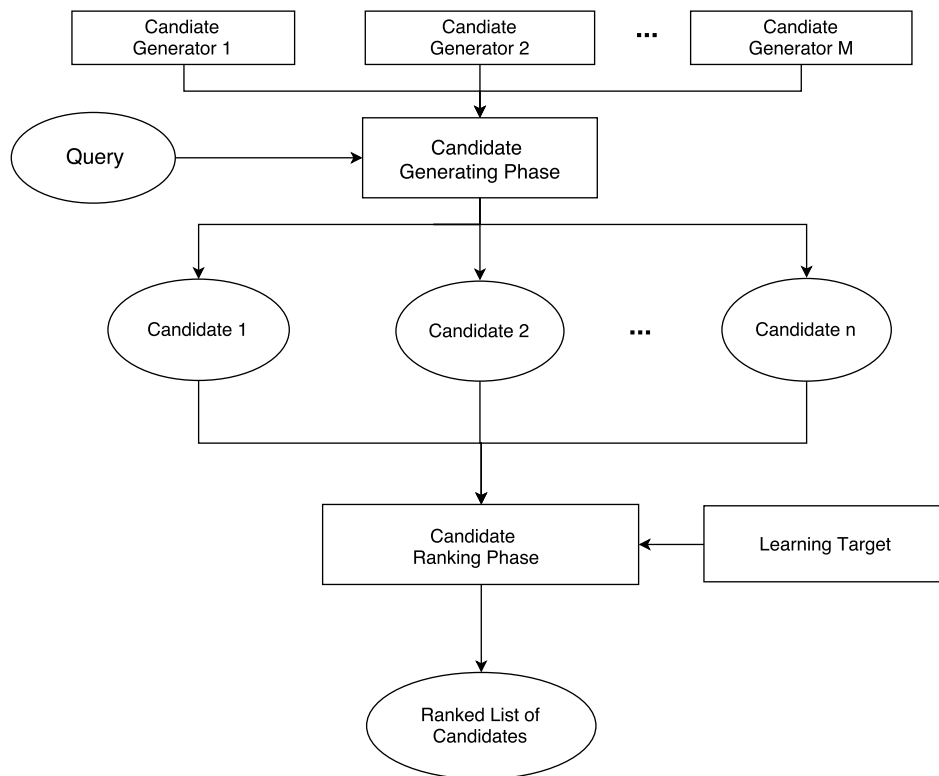 Candiate
Generator 1
Candiate
Generator 2
...
Candiate
Generator M
Query
Candidate
Generating Phase
Candidate 1
Candidate 2
...
Candidate n
Candidate
Ranking Phase
Learning Target
Ranked List of
Candidates